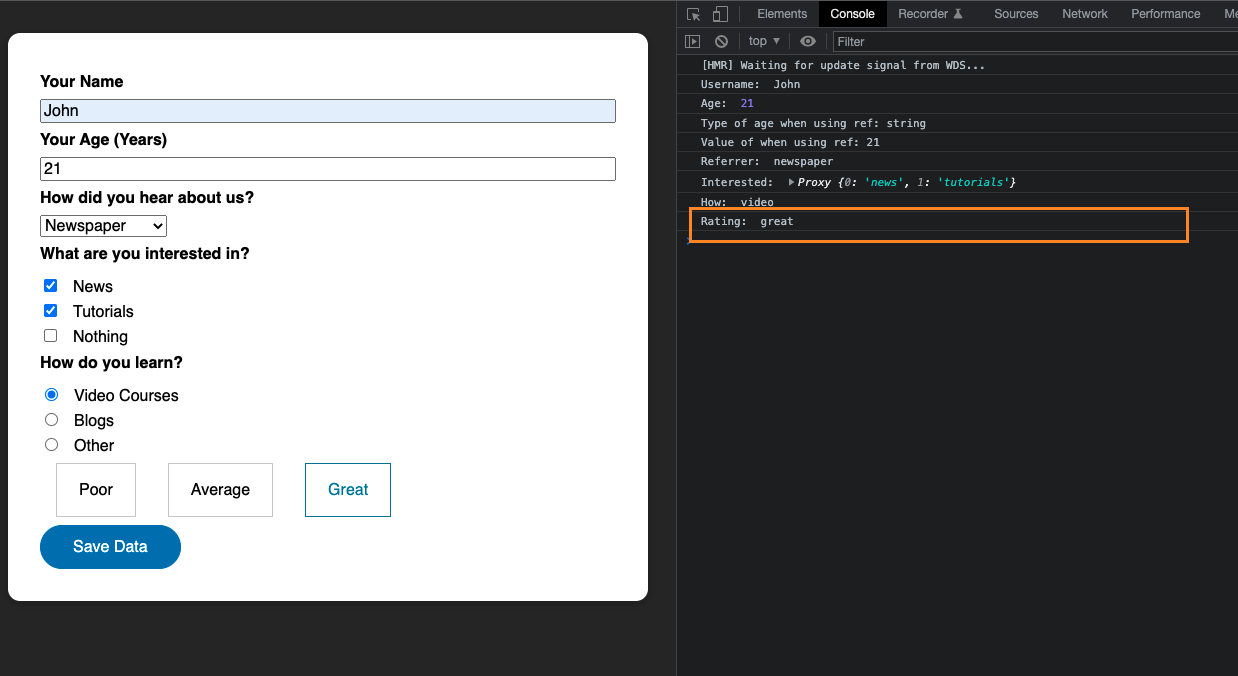 Your Name
John
Your Age (Years)
21
How did you hear about us?
Newspaper
What are you interested in?
News
Tutorials
Nothing
How do you learn?
Video Courses
Blogs
Other
Poor Average Great
Save Data
Elements Console Recorder Sources Network Performance Me
top Filter
[HMR] Waiting for update signal from WDS...
Username: John
Age: 21
Type of age when using ref: string
Value of when using ref: 21
Referrer: newspaper
Interested: Proxy {0: 'news', 1: 'tutorials'}
How: video
Rating: great